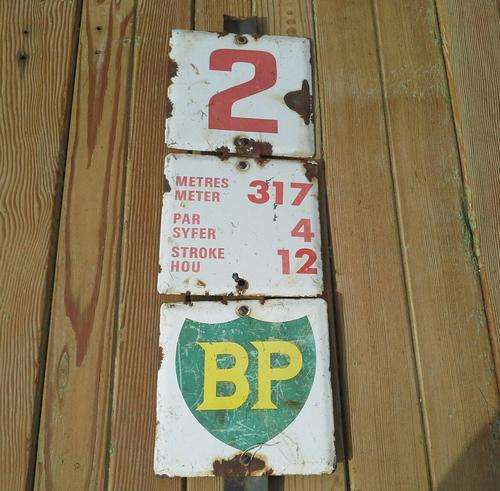 2
METRES 317
METER
PAR 4
SYFER
STROKE 12
HOU
BP